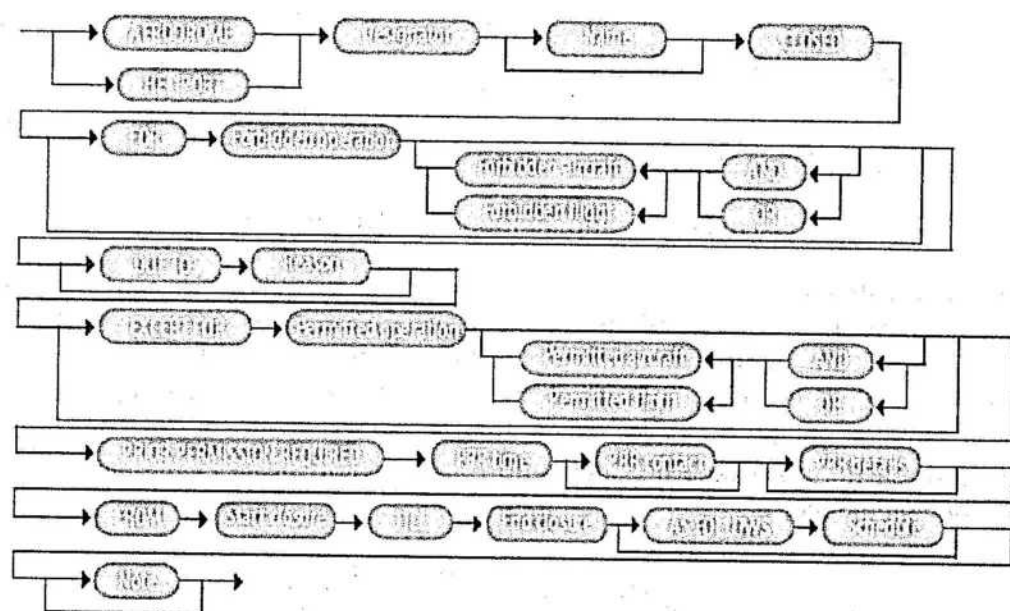 AERODROME Designator Name CLOSED
HELIPORT
FOR Forbidden operation
Forbidden aircraft AND
Forbidden flight OR
DUE TO Reason
EXCEPT FOR Permitted operation
Permitted aircraft AND
Permitted flight OR
PRIOR PERMISSION REQUIRED PPR time PPR contact PPR details
FROM Start closure TILL End closure AS FOLLOWS Schedule
Note